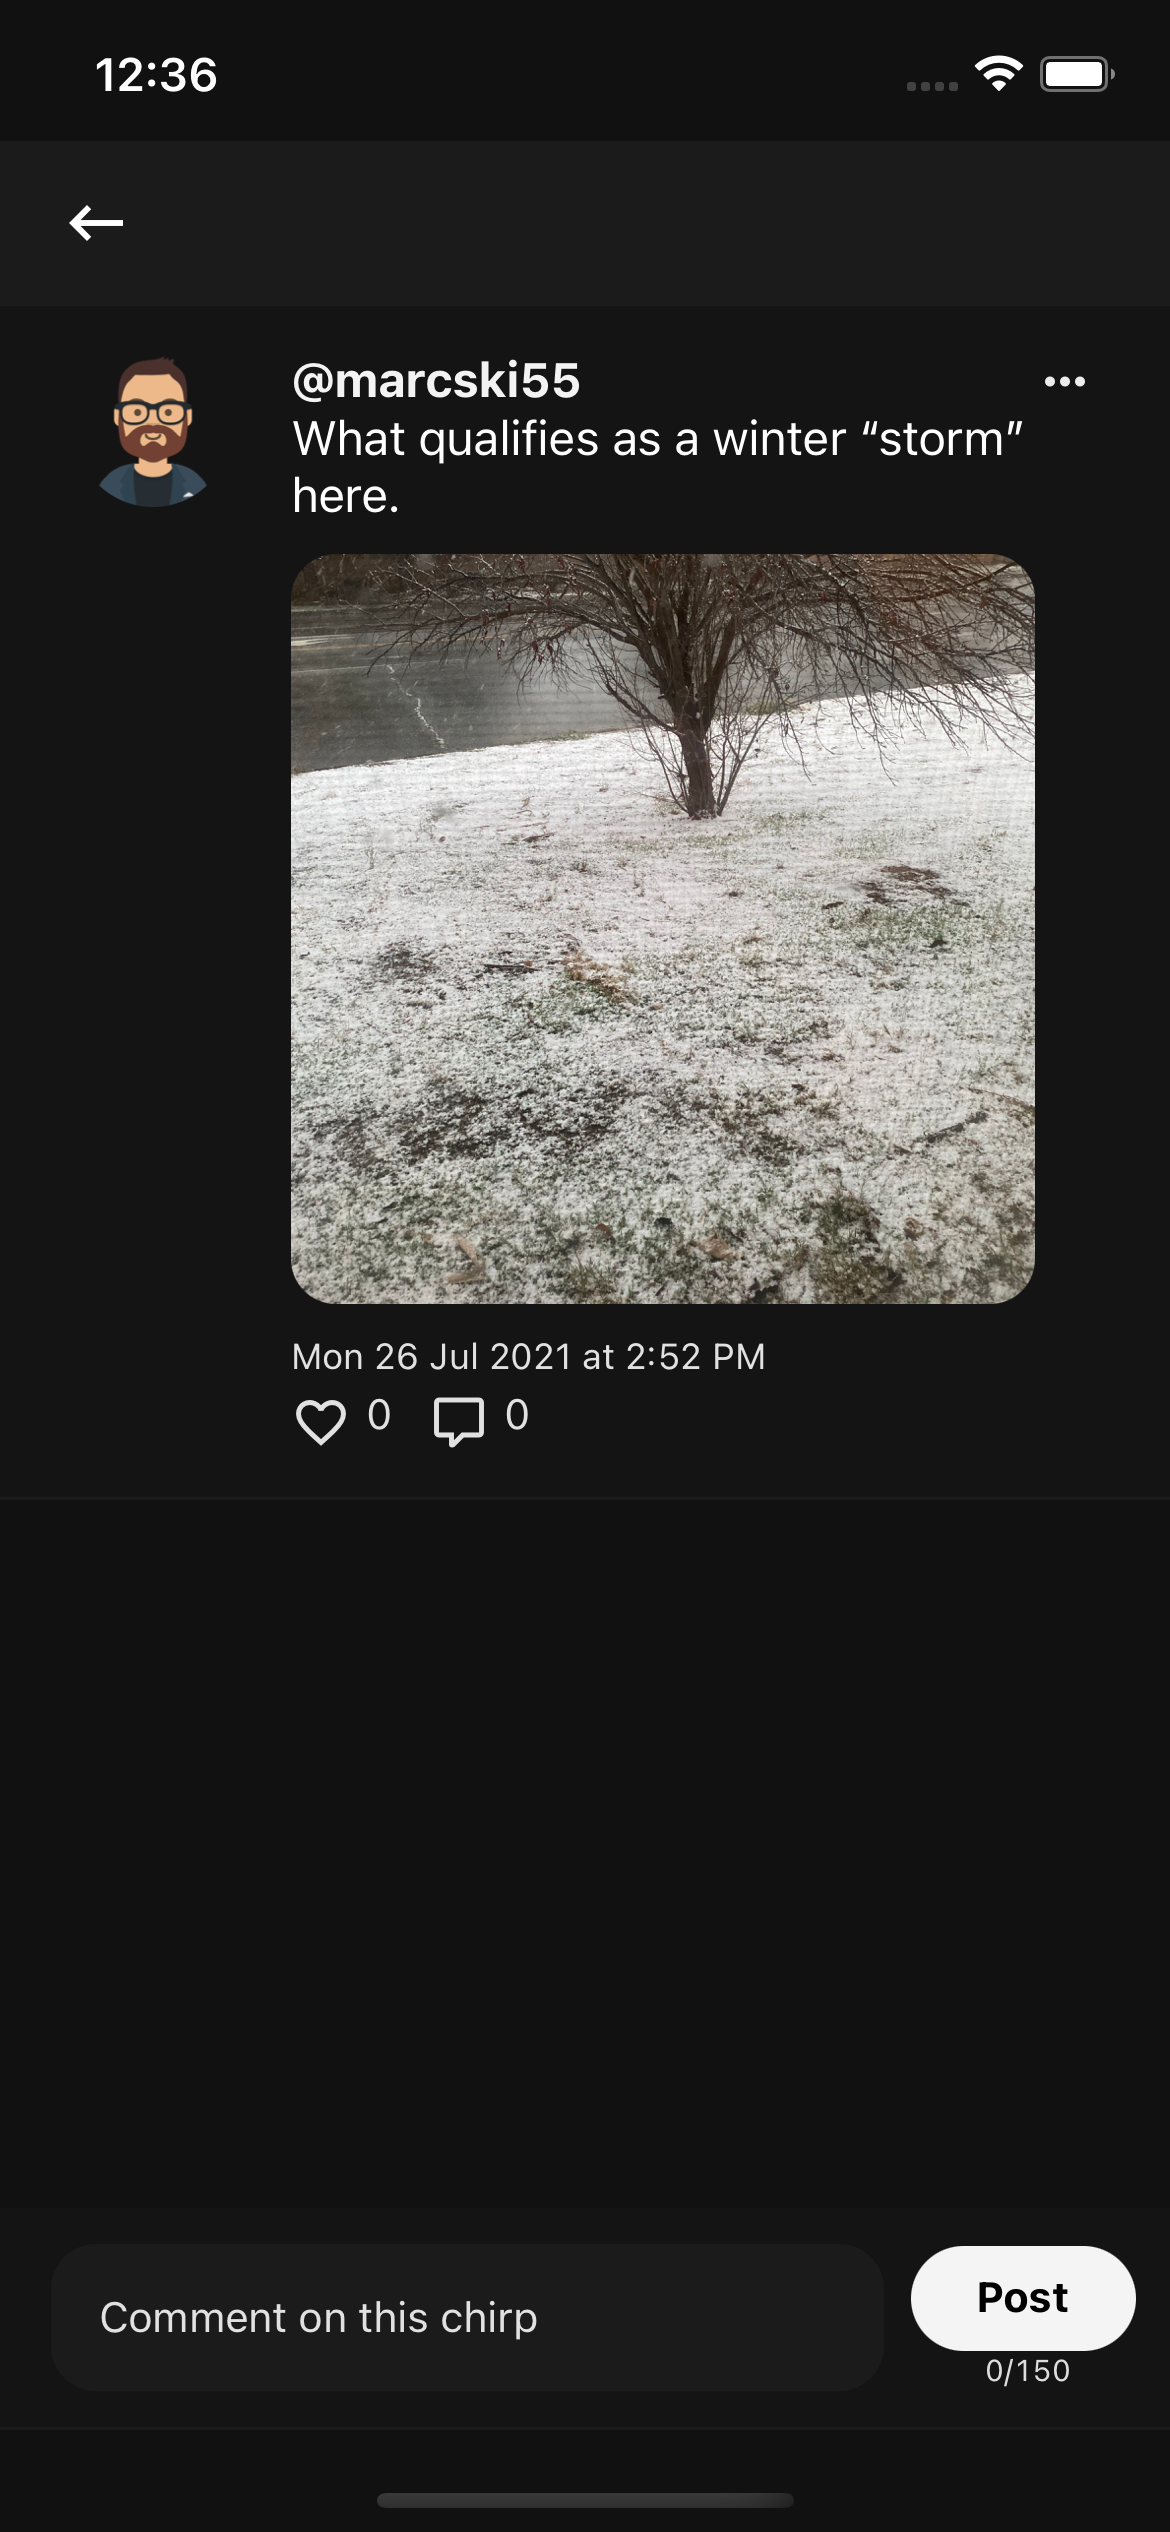 12:36
@marcski55
What qualifies as a winter “storm”
here.
Mon 26 Jul 2021 at 2:52 PM
0 0
Comment on this chirp
Post
0/150